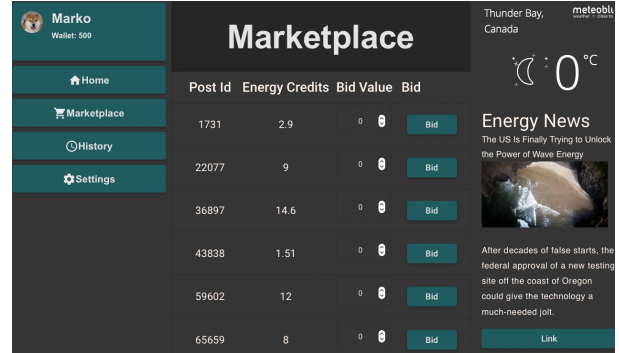 Marko
Wallet: 500
Home
Marketplace
History
Settings
Marketplace
Post Id Energy Credits Bid Value Bid
1731 2.9 0 Bid
22077 9 0 Bid
36897 14.6 0 Bid
43838 1.51 0 Bid
59602 12 0 Bid
65659 8 0 Bid
Thunder Bay,
Canada
meteoblu
weather close to
0°C
Energy News
The US Is Finally Trying to Unlock
the Power of Wave Energy
After decades of false starts, the
federal approval of a new testing
site off the coast of Oregon
could give the technology a
much-needed jolt.
Link